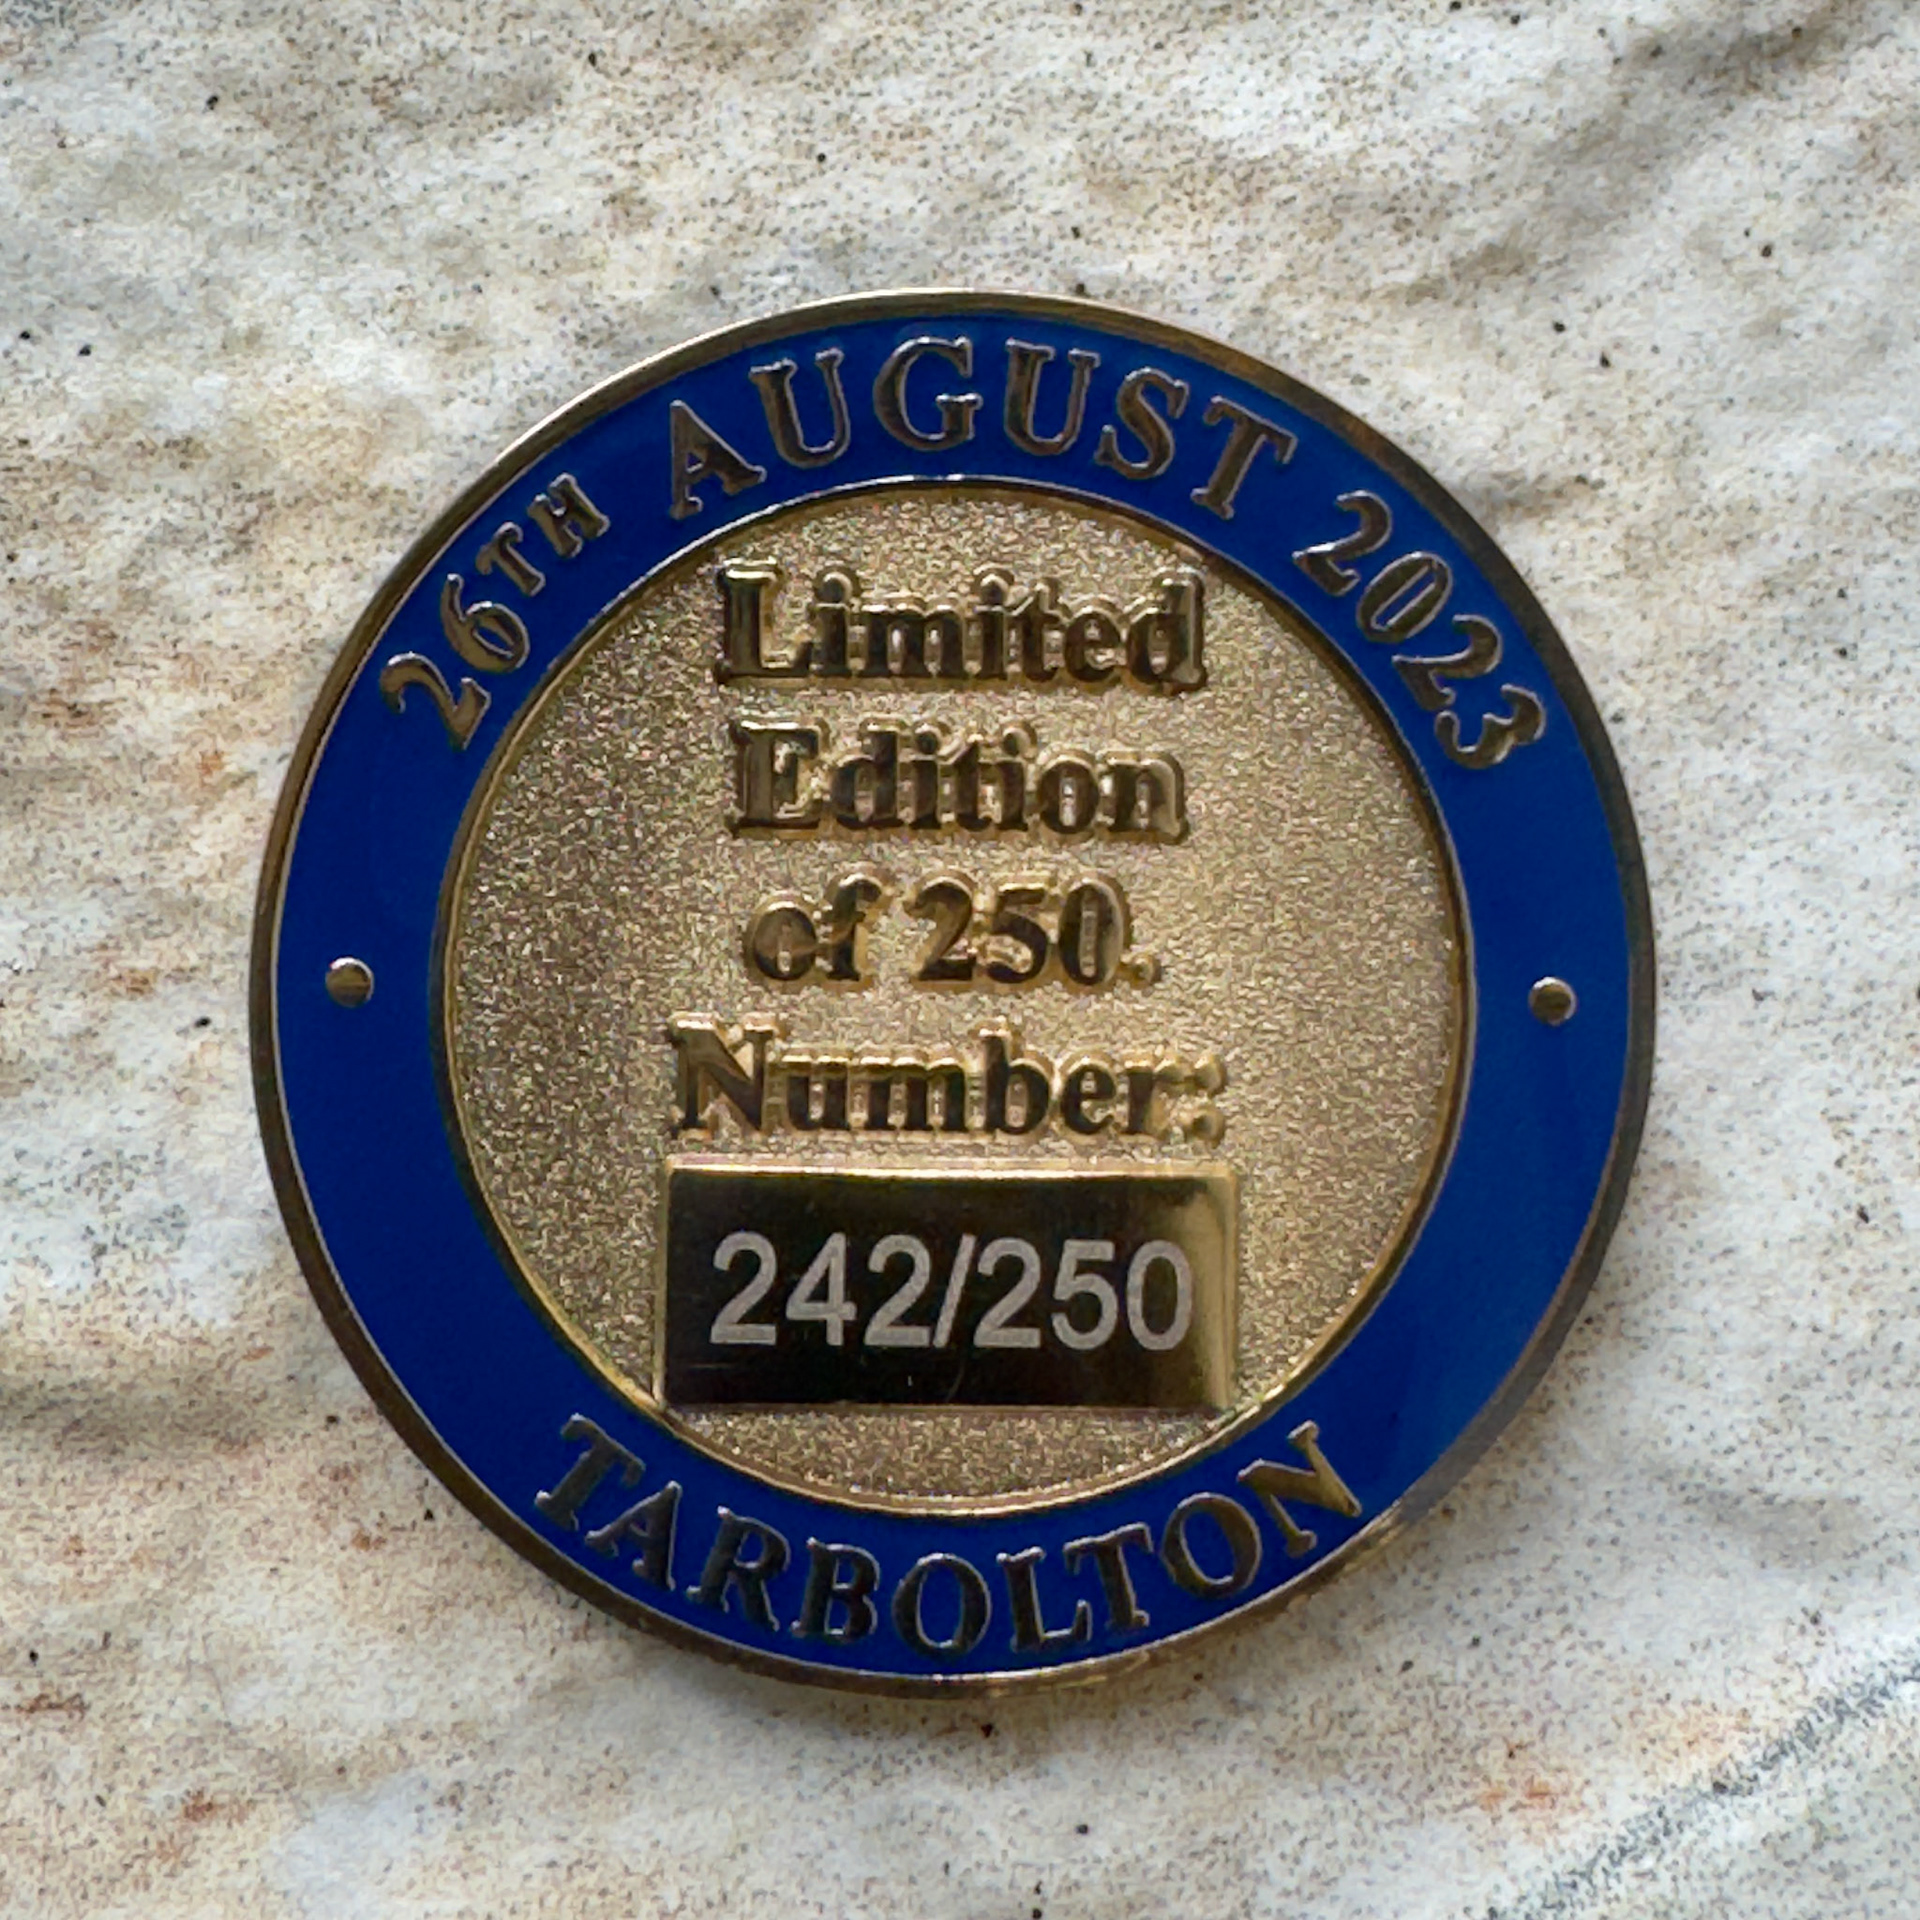 26TH AUGUST 2023
Limited
Edition
of 250.
Number:
242/250
TARBOLTON